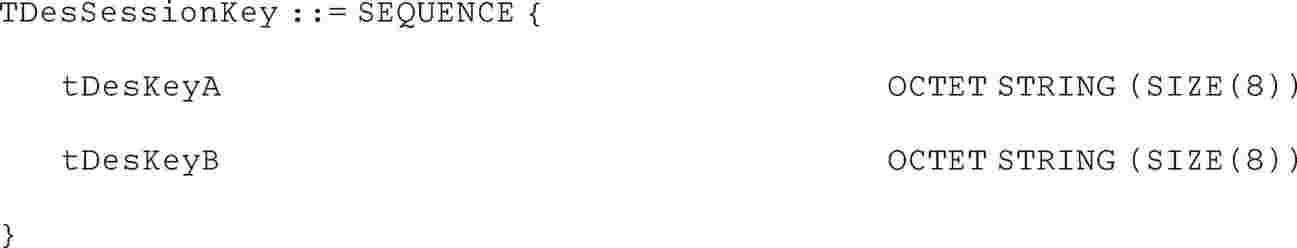 TDesSessionKey ::= SEQUENCE {
tDesKeyA OCTET STRING (SIZE(8))
tDesKeyB OCTET STRING (SIZE(8))
}